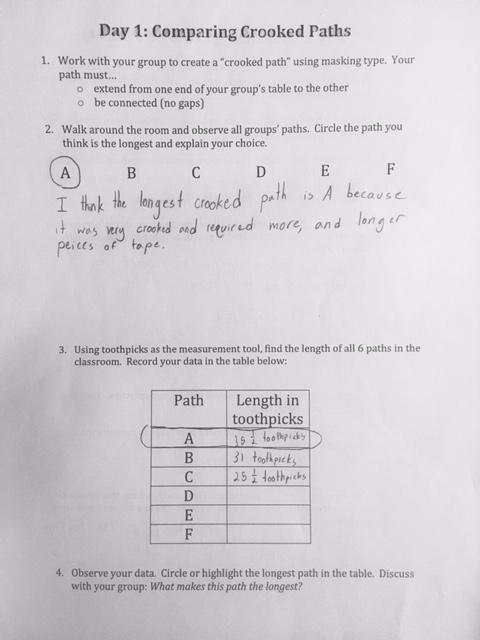 Day 1: Comparing Crooked Paths
1. Work with your group to create a "crooked path" using masking type. Your
path must...
o extend from one end of your group's table to the other
o be connected (no gaps)
2. Walk around the room and observe all groups' paths. Circle the path you
think is the longest and explain your choice.
A B C D E F
I think the longest crooked path is A because
it was very crooked and required more, and longer
peices of tape.
3. Using toothpicks as the measurement tool, find the length of all 6 paths in the
classroom. Record your data in the table below:
Path Length in
toothpicks
A ½ toothpicks
B 31 toothpicks
C 25 ½ toothpicks
D
E
F
4. Observe your data. Circle or highlight the longest path in the table. Discuss
with your group: What makes this path the longest?